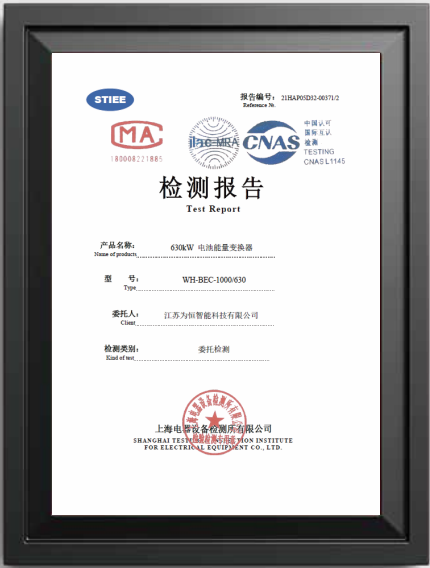 STIEE
报告编号: 21HAP05D32-00371/2
Reference №.
MA
180008221885
ilac-MRA
CNAS
中国认可
国际互认
检测
TESTING
CNAS L1145
检测报告
Test Report
产品名称: 630kW 电池能量变换器
Name of products
型 号: WH-BEC-1000/630
Type
委托人: 江苏为恒智能科技有限公司
Client
检测类别: 委托检测
Kind of test
上海电器设备检测所有限公司
SHANGHAI TESTING & INSPECTION INSTITUTE
FOR ELECTRICAL EQUIPMENT CO., LTD.